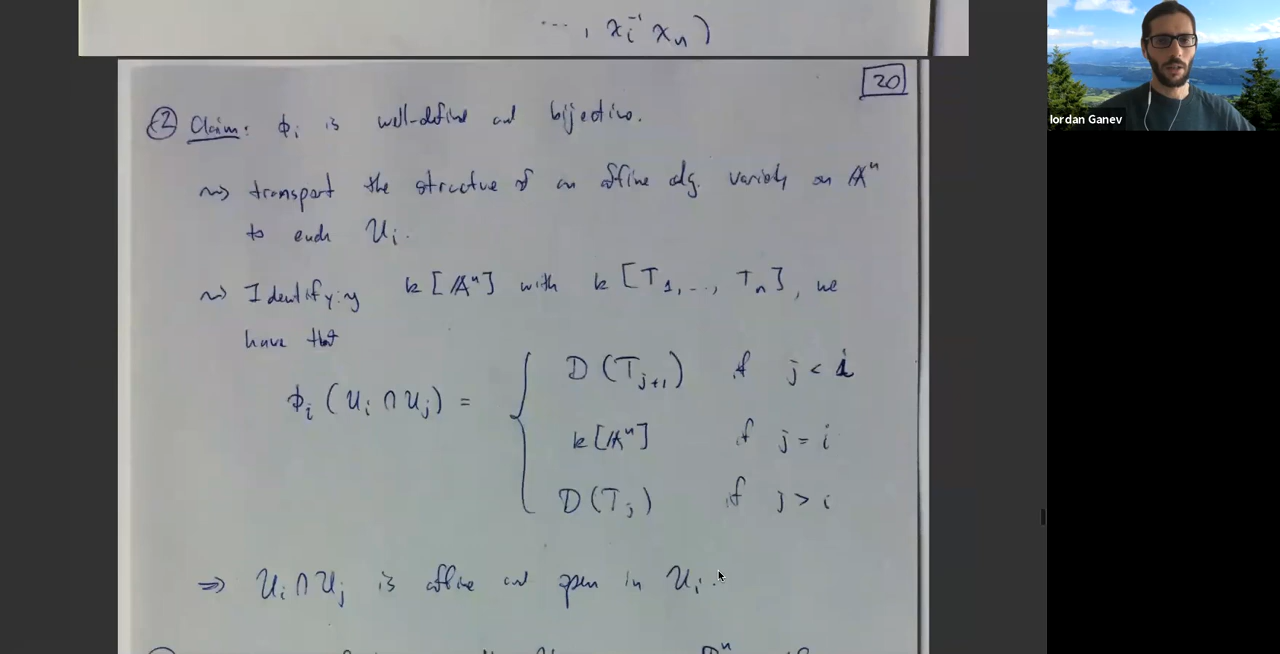 ..., x_i^{-1} x_n)
20
② Claim: ϕ_i is well-defined and bijective.
⇝ transport the structure of an affine alg. variety on 𝔸^n
to each U_i.
⇝ Identifying k[𝔸^n] with k[T_1, ..., T_n], we
have that
ϕ_i(U_i ∩ U_j) = { D(T_{j+1}) if j < i
k[𝔸^n] if j = i
D(T_j) if j > i
⇒ U_i ∩ U_j is affine and open in U_i.
Iordan Ganev